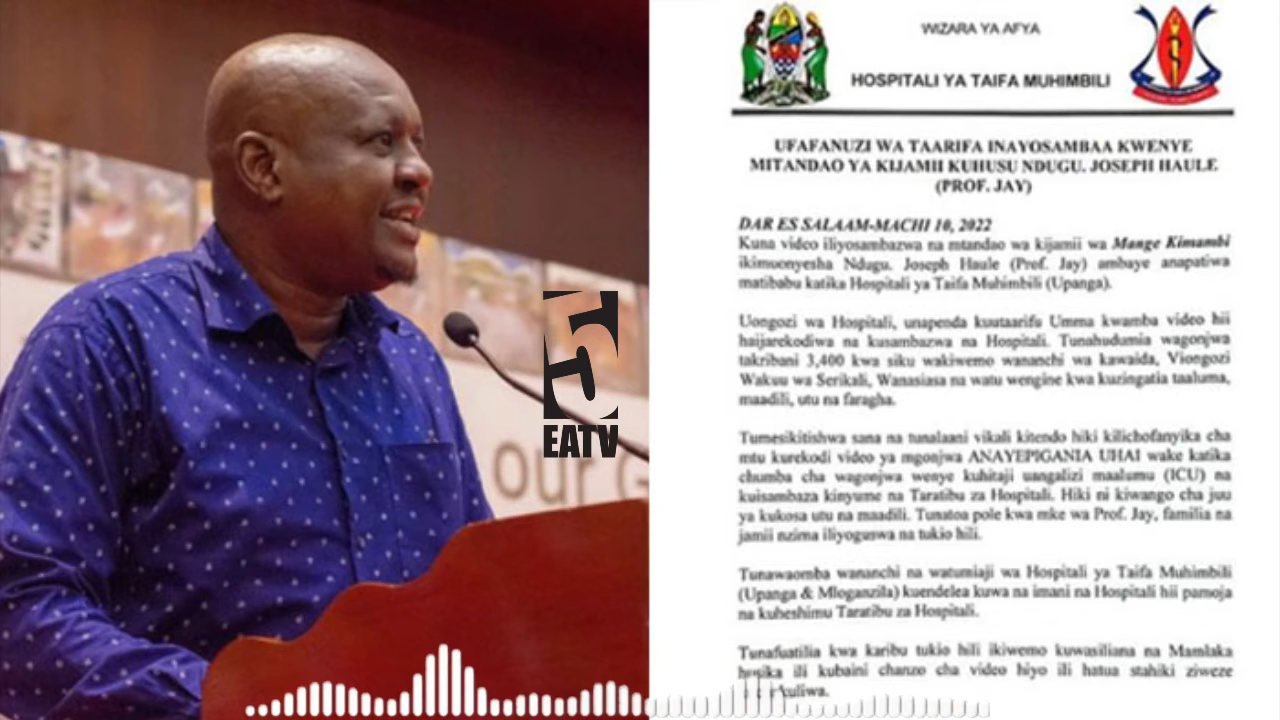 our G
5
EATV
WIZARA YA AFYA
HOSPITALI YA TAIFA MUHIMBILI
UFAFANUZI WA TAARIFA INAYOSAMBAA KWENYE
MITANDAO YA KIJAMII KUHUSU NDUGU. JOSEPH HAULE
(PROF. JAY)
DAR ES SALAAM-MACHI 10, 2022
Kuna video iliyosambazwa na mtandao wa kijamii wa Mange Kimambi
ikimuonyesha Ndugu. Joseph Haule (Prof. Jay) ambaye anapatiwa
matibabu katika Hospitali ya Taifa Muhimbili (Upanga).
Uongozi wa Hospitali, unapenda kuutaarifu Umma kwamba video hii
haijarekodiwa na kusambazwa na Hospitali. Tunahudumia wagonjwa
takribani 3,400 kwa siku wakiwemo wananchi wa kawaida, Viongozi
Wakuu wa Serikali, Wanasiasa na watu wengine kwa kuzingatia taaluma,
maadili, utu na faragha.
Tumesikitishwa sana na tunalaani vikali kitendo hiki kilichofanyika cha
mtu kurekodi video ya mgonjwa ANAYEPIGANIA UHAI wake katika
chumba cha wagonjwa wenye kuhitaji uangalizi maalumu (ICU) na
kuisambaza kinyume na Taratibu za Hospitali. Hiki ni kiwango cha juu
ya kukosa utu na maadili. Tunatoa pole kwa mke wa Prof. Jay, familia na
jamii nzima iliyoguswa na tukio hili.
Tunawaomba wananchi na watumiaji wa Hospitali ya Taifa Muhimbili
(Upanga & Mloganzila) kuendelea kuwa na imani na Hospitali hii pamoja
na kuheshimu Taratibu za Hospitali.
Tunafuatilia kwa karibu tukio hili ikiwemo kuwasiliana na Mamlaka
husika ili kubaini chanzo cha video hiyo ili hatua stahiki ziweze